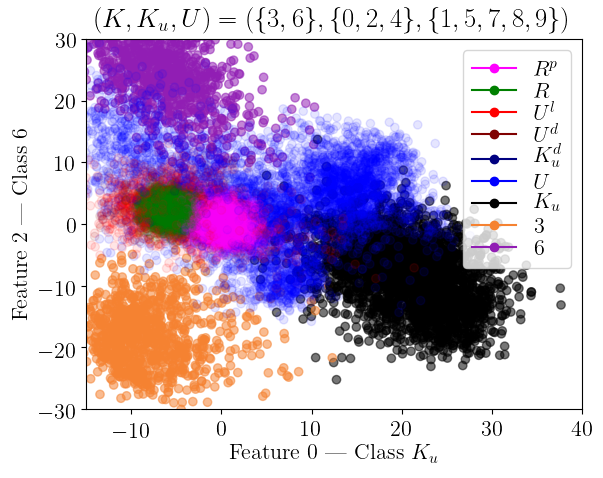 (K, K_u, U) = ({3, 6}, {0, 2, 4}, {1, 5, 7, 8, 9})
30
20
10
0
−10
−20
−30
Feature 2 — Class 6
R^p
R
U^l
U^d
K_u^d
U
K_u
3
6
−10
0
10
20
30
40
Feature 0 — Class K_u